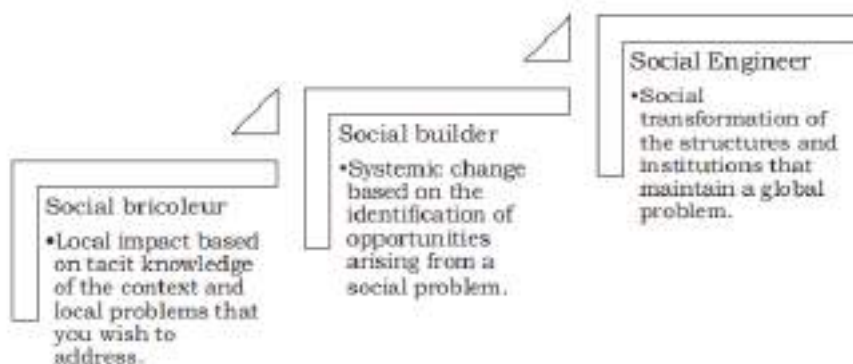 Social bricoleur
•Local impact based
on tacit knowledge
of the context and
local problems that
you wish to
address.
Social builder
•Systemic change
based on the
identification of
opportunities
arising from a
social problem.
Social Engineer
•Social
transformation of
the structures and
institutions that
maintain a global
problem.